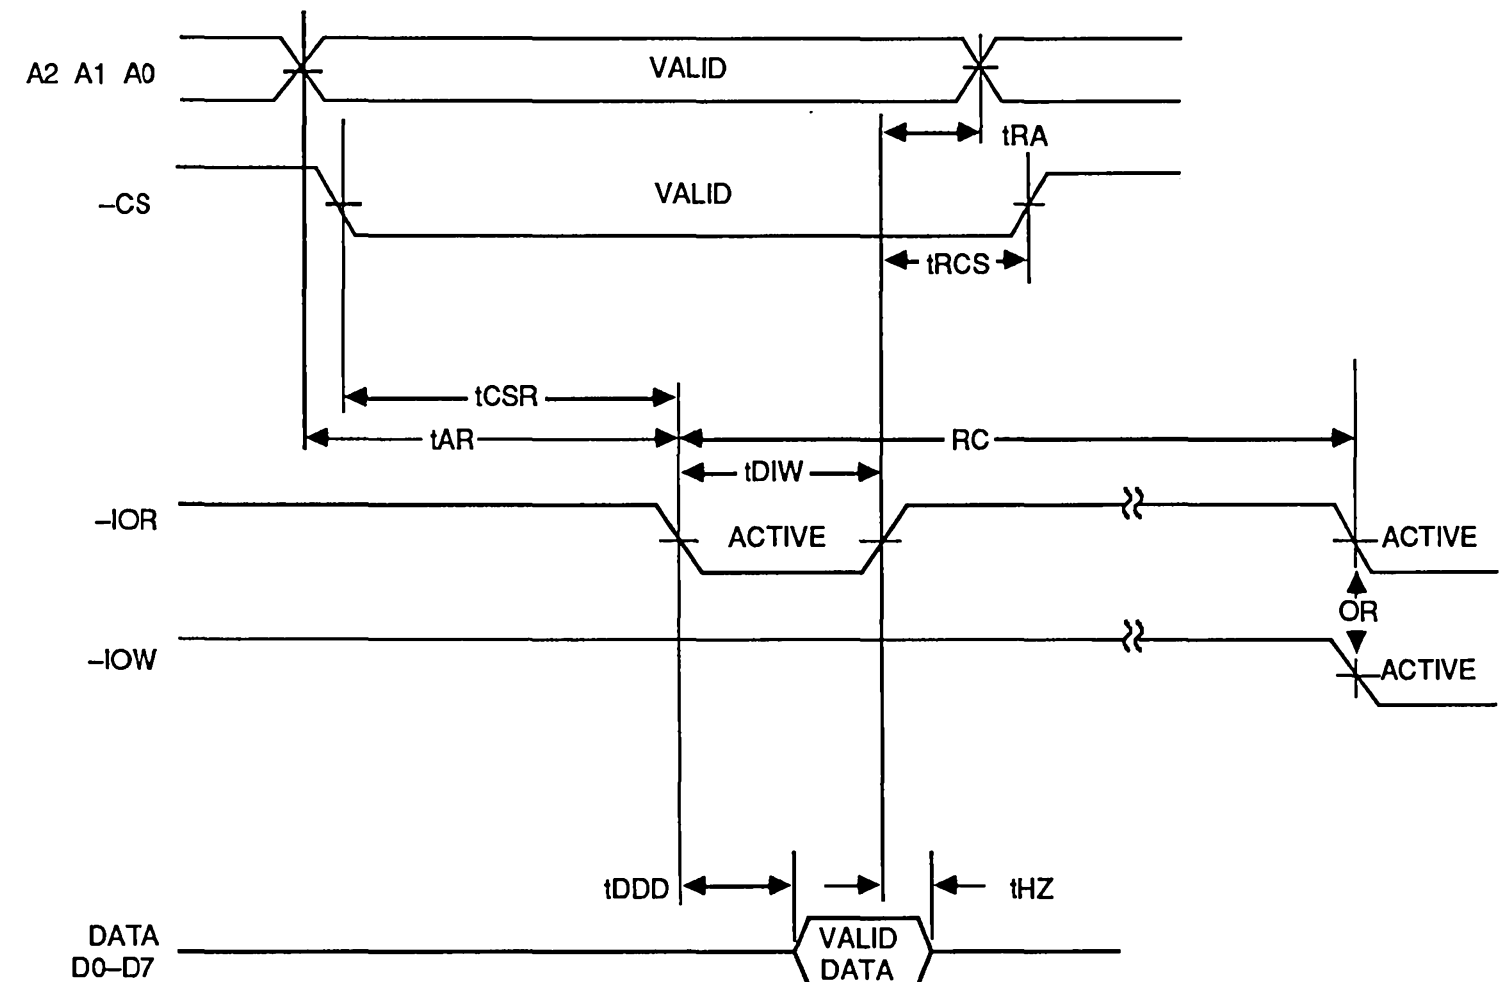 A2 A1 A0
VALID
tRA
–CS
VALID
tRCS
tCSR
tAR
RC
tDIW
–IOR
ACTIVE
ACTIVE
OR
–IOW
ACTIVE
tDDD
tHZ
DATA
D0–D7
VALID
DATA